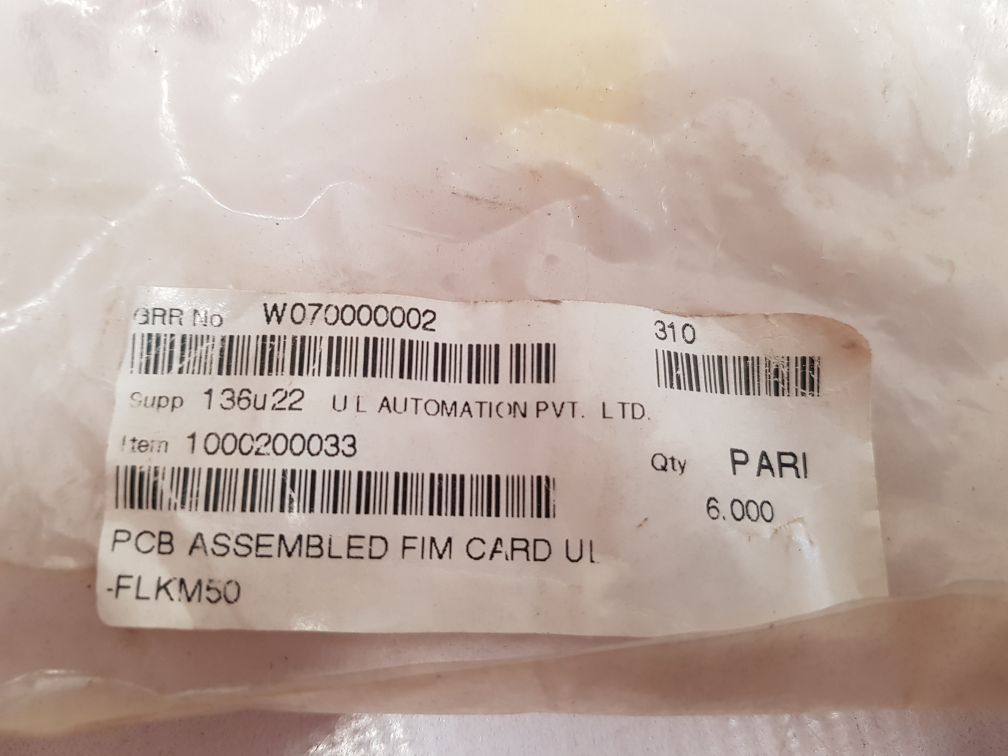 GRR No W070000002 310
Supp 136u22 U L AUTOMATION PVT. LTD.
Item 1000200033
Qty PARI
6.000
PCB ASSEMBLED FIM CARD UL
-FLKM50